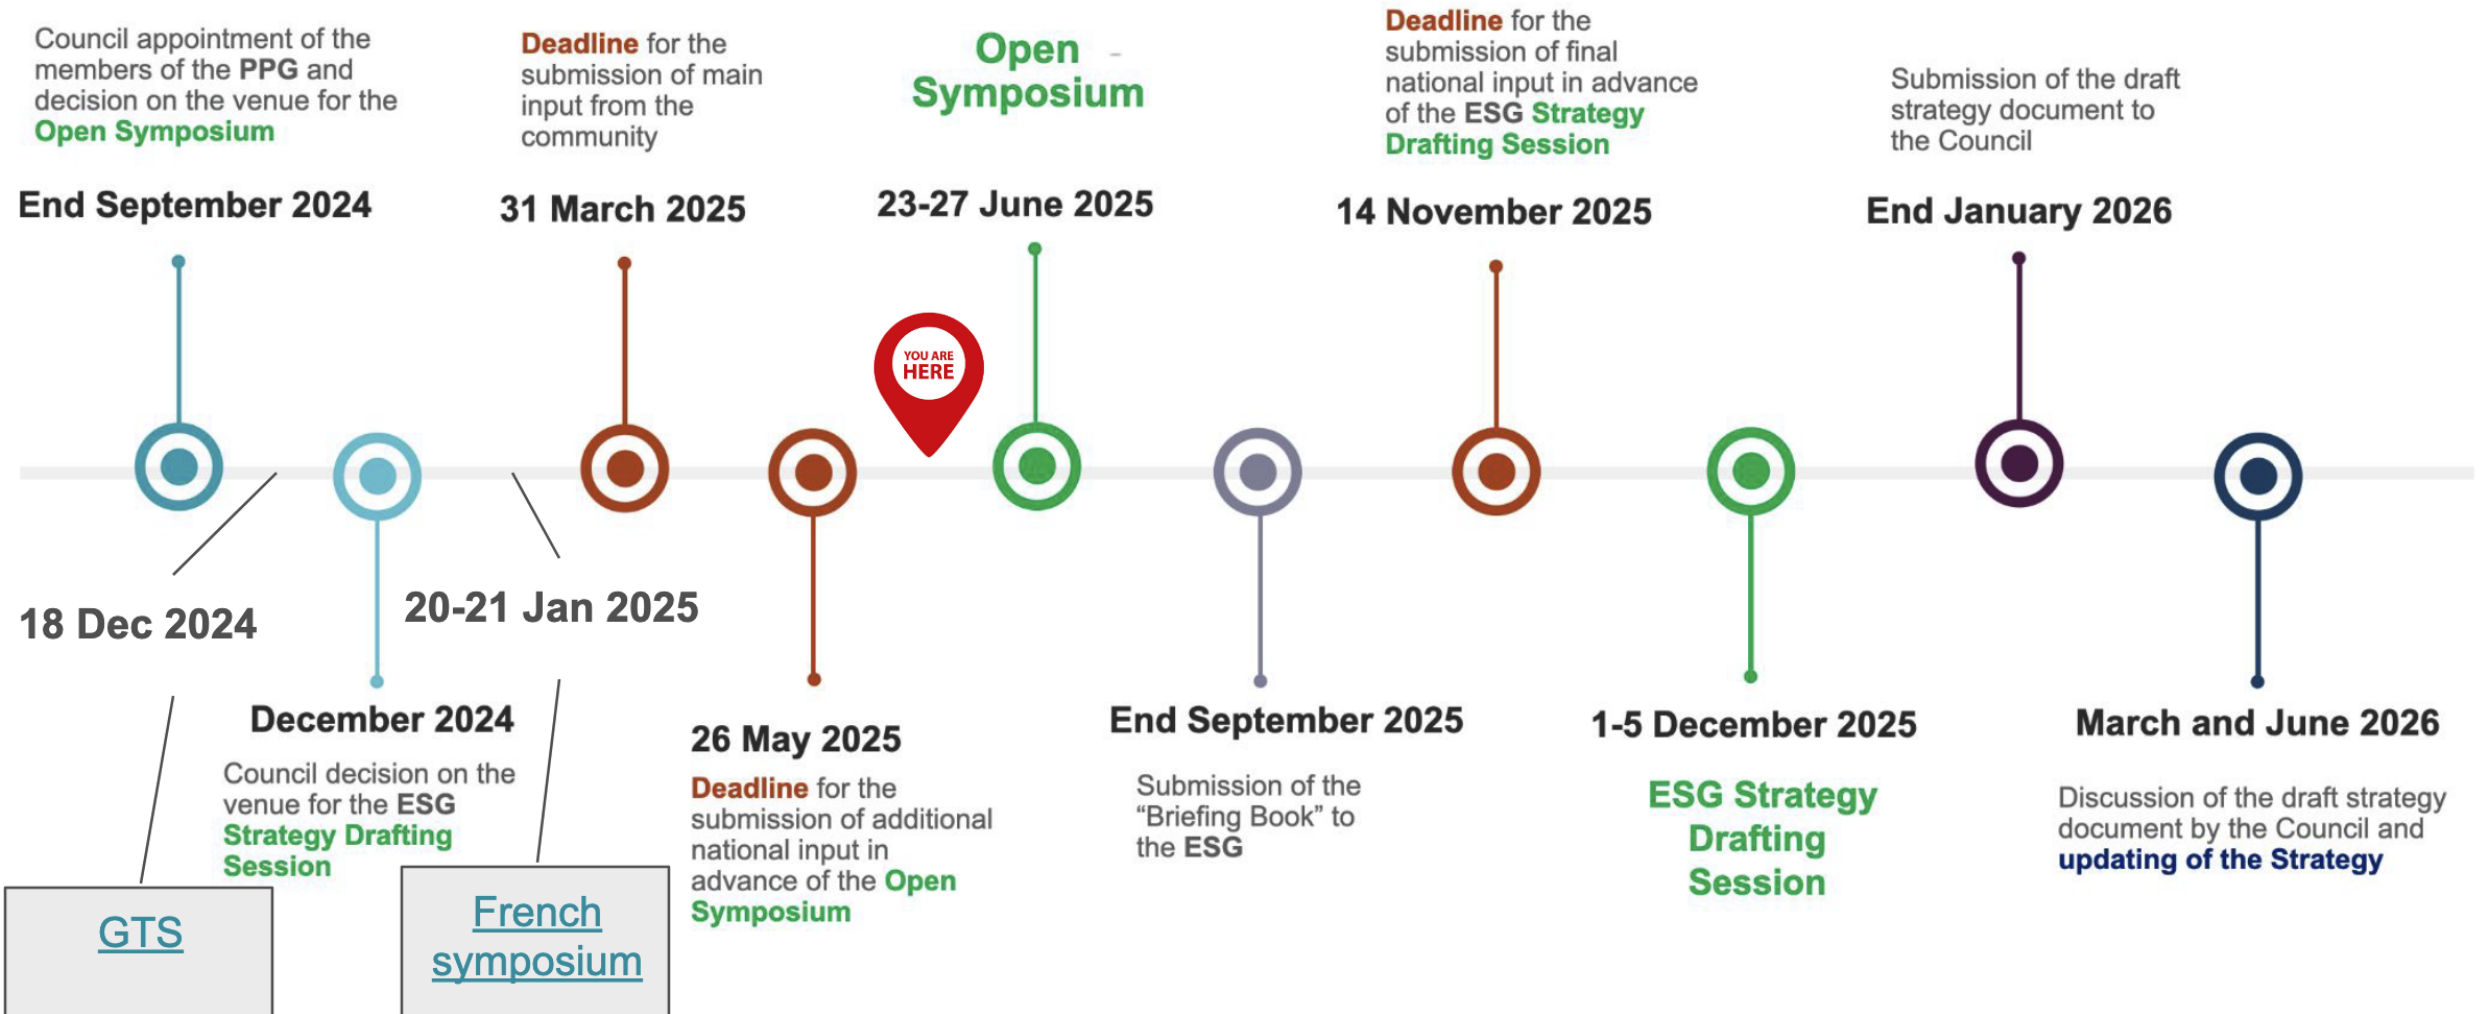 Council appointment of the
members of the PPG and
decision on the venue for the
Open Symposium
End September 2024
Deadline for the
submission of main
input from the
community
31 March 2025
Open -
Symposium
23-27 June 2025
Deadline for the
submission of final
national input in advance
of the ESG Strategy
Drafting Session
14 November 2025
Submission of the draft
strategy document to
the Council
End January 2026
YOU ARE
HERE
18 Dec 2024
GTS
December 2024
Council decision on the
venue for the ESG
Strategy Drafting
Session
20-21 Jan 2025
French
symposium
26 May 2025
Deadline for the
submission of additional
national input in
advance of the Open
Symposium
End September 2025
Submission of the
“Briefing Book” to
the ESG
1-5 December 2025
ESG Strategy
Drafting
Session
March and June 2026
Discussion of the draft strategy
document by the Council and
updating of the Strategy